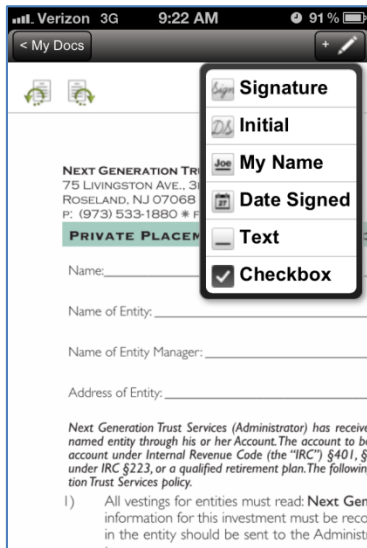 Verizon 3G 9:22 AM 91%
< My Docs +
Sign Signature
DS Initial
Joe My Name
27 Date Signed
Text
Checkbox
NEXT GENERATION TR
75 LIVINGSTON AVE., 3
ROSELAND, NJ 07068
P: (973) 533-1880 * F
PRIVATE PLACEM
Name:
Name of Entity:
Name of Entity Manager:
Address of Entity:
Next Generation Trust Services (Administrator) has receive
named entity through his or her Account. The account to b
account under Internal Revenue Code (the "IRC") §401, §
under IRC §223, or a qualified retirement plan. The followin
tion Trust Services policy.
1) All vestings for entities must read: Next Gen
information for this investment must be reco
in the entity should be sent to the Administr